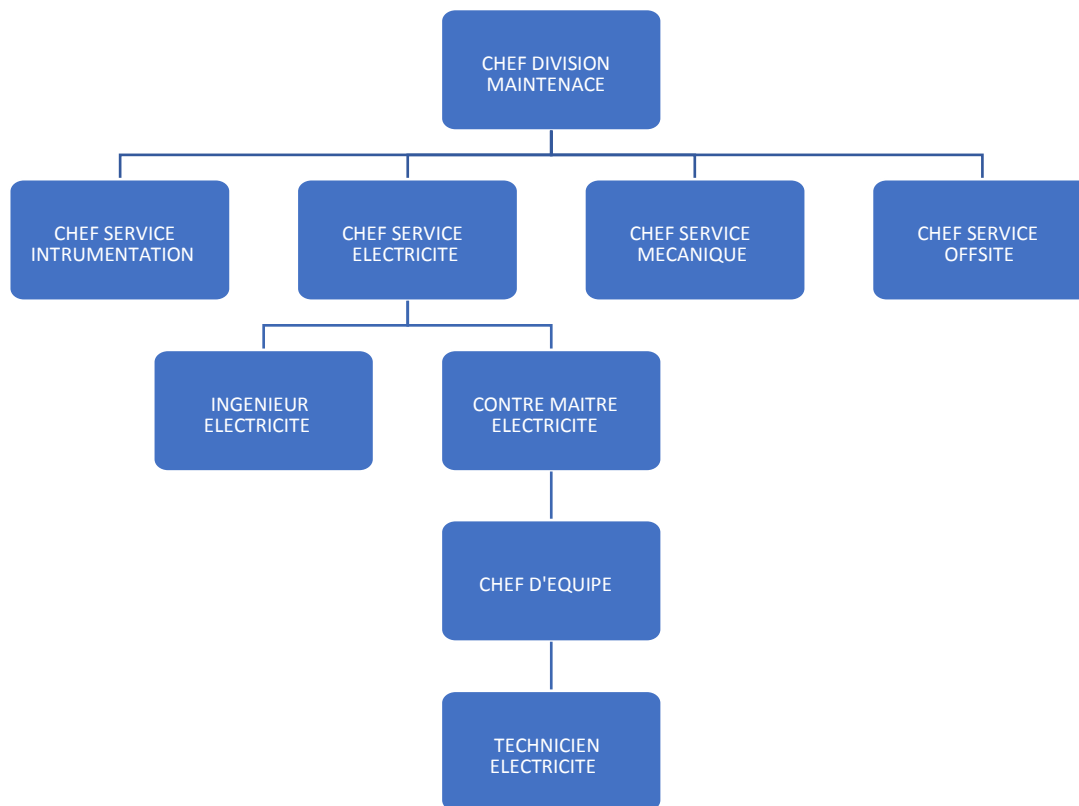 CHEF DIVISION
MAINTENACE
CHEF SERVICE
INTRUMENTATION
CHEF SERVICE
ELECTRICITE
CHEF SERVICE
MECANIQUE
CHEF SERVICE
OFFSITE
INGENIEUR
ELECTRICITE
CONTRE MAITRE
ELECTRICITE
CHEF D'EQUIPE
TECHNICIEN
ELECTRICITE